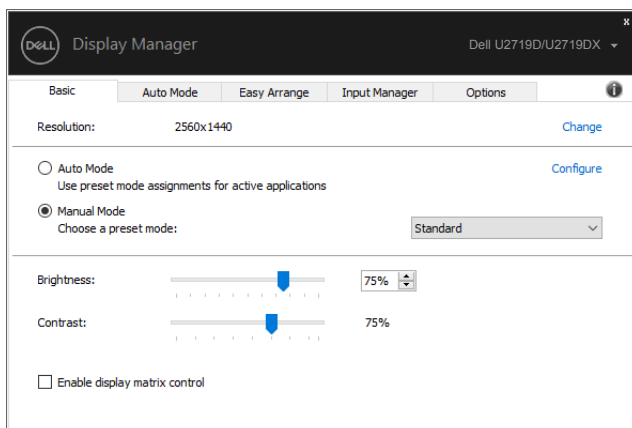 x
DELL Display Manager Dell U2719D/U2719DX
Basic Auto Mode Easy Arrange Input Manager Options i
Resolution: 2560x1440 Change
Auto Mode Configure
Use preset mode assignments for active applications
Manual Mode
Choose a preset mode: Standard
Brightness: 75%
Contrast: 75%
Enable display matrix control